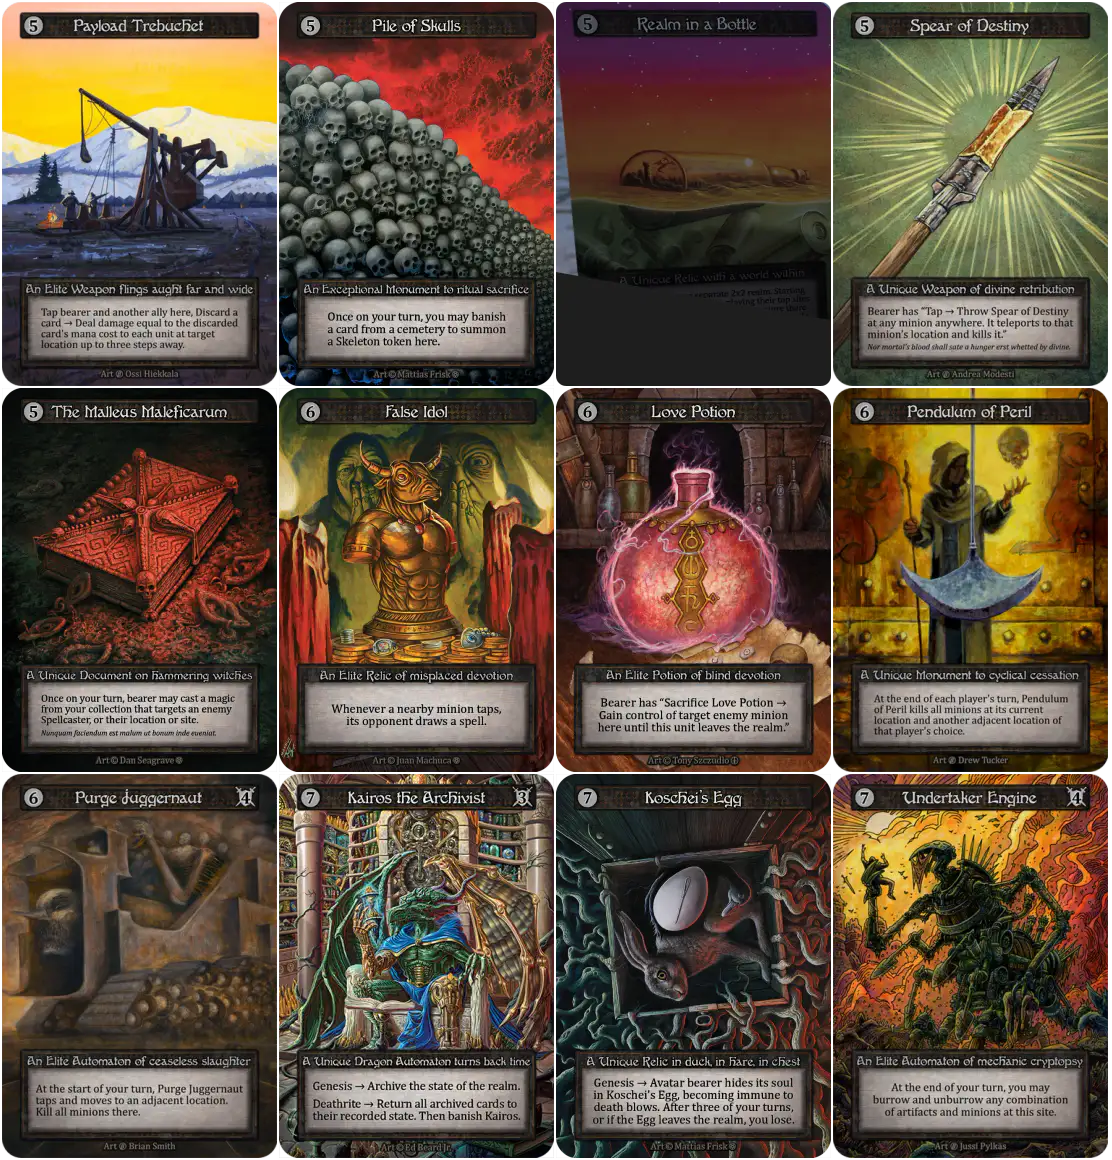 5 Payload Trebuchet
An Elite Weapon flings aught far and wide
Tap bearer and another ally here, Discard a
card → Deal damage equal to the discarded
card's mana cost to each unit at target
location up to three steps away.
Art @ Ossi Hiekkala
5 Pile of Skulls
An Exceptional Monument to ritual sacrifice
Once on your turn, you may banish
a card from a cemetery to summon
a Skeleton token here.
Art © Mattias Frisk
5 Realm in a Bottle
A Unique Relic with a world within
2x2 realm. Starting
their top sites
5 Spear of Destiny
A Unique Weapon of divine retribution
Bearer has “Tap → Throw Spear of Destiny
at any minion anywhere. It teleports to that
minion's location and kills it.”
Nor mortal's blood shall sate a hunger erst whetted by divine.
Art @ Andrea Modesti
5 The Malleus Maleficarum
A Unique Document on hammering witches
Once on your turn, bearer may cast a magic
from your collection that targets an enemy
Spellcaster, or their location or site.
Nunquam faciendum est malum ut bonum inde eveniat.
Art © Dan Seagrave
6 False Idol
An Elite Relic of misplaced devotion
Whenever a nearby minion taps,
its opponent draws a spell.
Art © Juan Machuca
6 Love Potion
An Elite Potion of blind devotion
Bearer has “Sacrifice Love Potion →
Gain control of target enemy minion
here until this unit leaves the realm.”
Art © Tony Szczudlo
6 Pendulum of Peril
A Unique Monument to cyclical cessation
At the end of each player's turn, Pendulum
of Peril kills all minions at its current
location and another adjacent location of
that player's choice.
Art @ Drew Tucker
6 Purge Juggernaut 4
An Elite Automaton of ceaseless slaughter
At the start of your turn, Purge Juggernaut
taps and moves to an adjacent location.
Kill all minions there.
Art @ Brian Smith
7 Kairos the Archivist 3
A Unique Dragon Automaton turns back time
Genesis → Archive the state of the realm.
Deathrite → Return all archived cards to
their recorded state. Then banish Kairos.
Art © Ed Beard Jr.
7 Koschei's Egg
A Unique Relic in duck, in hare, in chest
Genesis → Avatar bearer hides its soul
in Koschei's Egg, becoming immune to
death blows. After three of your turns,
or if the Egg leaves the realm, you lose.
Art © Mattias Frisk
7 Undertaker Engine 4
An Elite Automaton of mechanic cryptopsy
At the end of your turn, you may
burrow and unburrow any combination
of artifacts and minions at this site.
Art @ Jussi Pylkäs